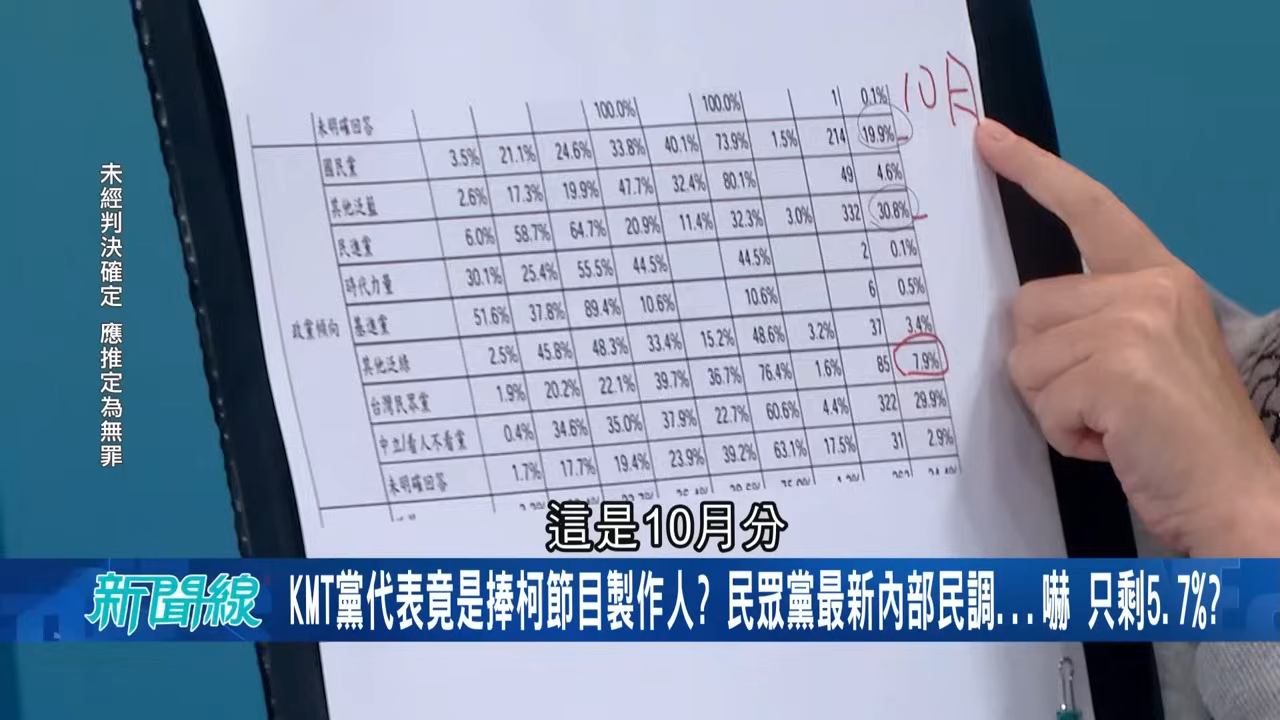 未經判決確定 應推定為無罪
10月
未明確回答 100.0% 100.0% 1 0.1%
國民黨 3.5% 21.1% 24.6% 33.8% 40.1% 73.9% 1.5% 214 19.9%
其他泛藍 2.6% 17.3% 19.9% 47.7% 32.4% 80.1% 49 4.6%
民進黨 6.0% 58.7% 64.7% 20.9% 11.4% 32.3% 3.0% 332 30.8%
時代力量 30.1% 25.4% 55.5% 44.5% 44.5% 2 0.1%
政黨傾向
基進黨 51.6% 37.8% 89.4% 10.6% 10.6% 6 0.5%
其他泛綠 2.5% 45.8% 48.3% 33.4% 15.2% 48.6% 3.2% 37 3.4%
台灣民眾黨 1.9% 20.2% 22.1% 39.7% 36.7% 76.4% 1.6% 85 7.9%
中立/看人不看黨 0.4% 34.6% 35.0% 37.9% 22.7% 60.6% 4.4% 322 29.9%
未明確回答 1.7% 17.7% 19.4% 23.9% 39.2% 63.1% 17.5% 31 2.9%
這是10月分
新聞線
KMT黨代表竟是捧柯節目製作人? 民眾黨最新內部民調...嚇 只剩5.7%?